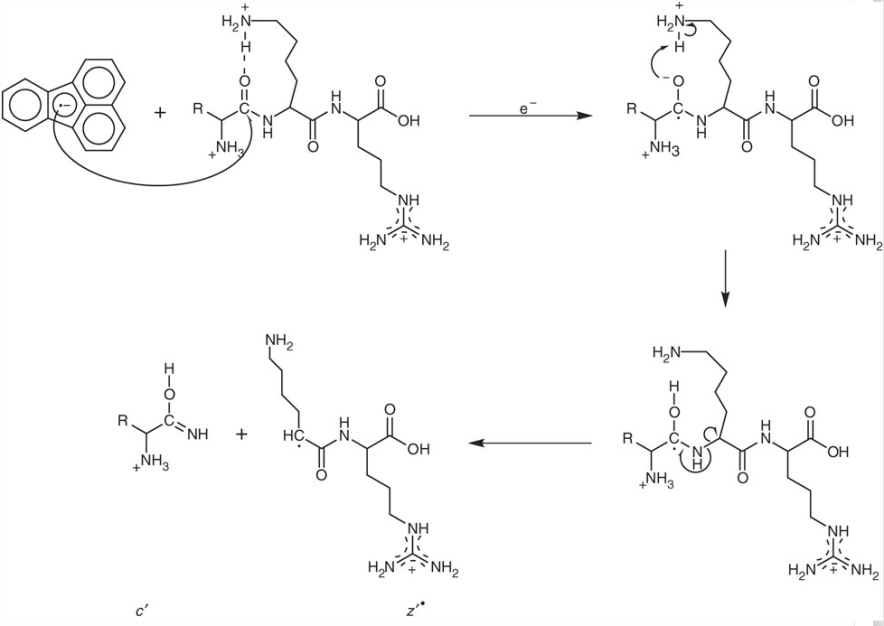 +
H₂N
H
O
R
C
N
H
+NH₃
H
N
O
O
OH
NH
H₂N
+
NH₂
•−
+
e⁻
+
H₂N
H
⁻O
R
C•
N
H
+NH3
O
H
N
O
OH
NH
H₂N
+
NH₂
H
O
R
C
NH
+NH₃
+
NH₂
HC•
O
H
N
O
OH
NH
H₂N
+
NH₂
H₂N
H
O
R
C•
N
H
+NH₃
O
H
N
O
OH
NH
H₂N
+
NH₂
c′
z′•